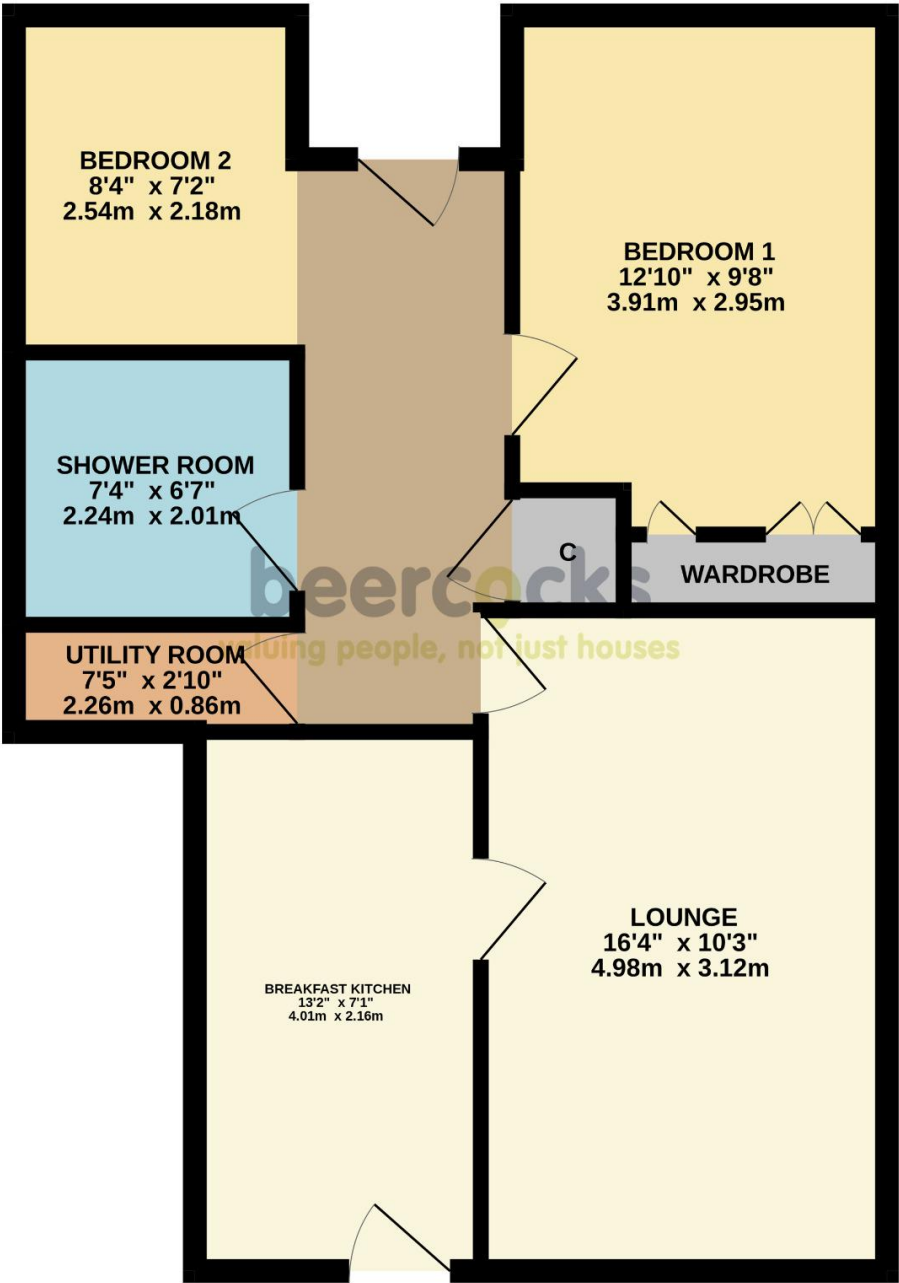 BEDROOM 2
8'4" x 7'2"
2.54m x 2.18m
BEDROOM 1
12'10" x 9'8"
3.91m x 2.95m
SHOWER ROOM
7'4" x 6'7"
2.24m x 2.01m
C
WARDROBE
beercocks
valuing people, not just houses
UTILITY ROOM
7'5" x 2'10"
2.26m x 0.86m
LOUNGE
16'4" x 10'3"
4.98m x 3.12m
BREAKFAST KITCHEN
13'2" x 7'1"
4.01m x 2.16m